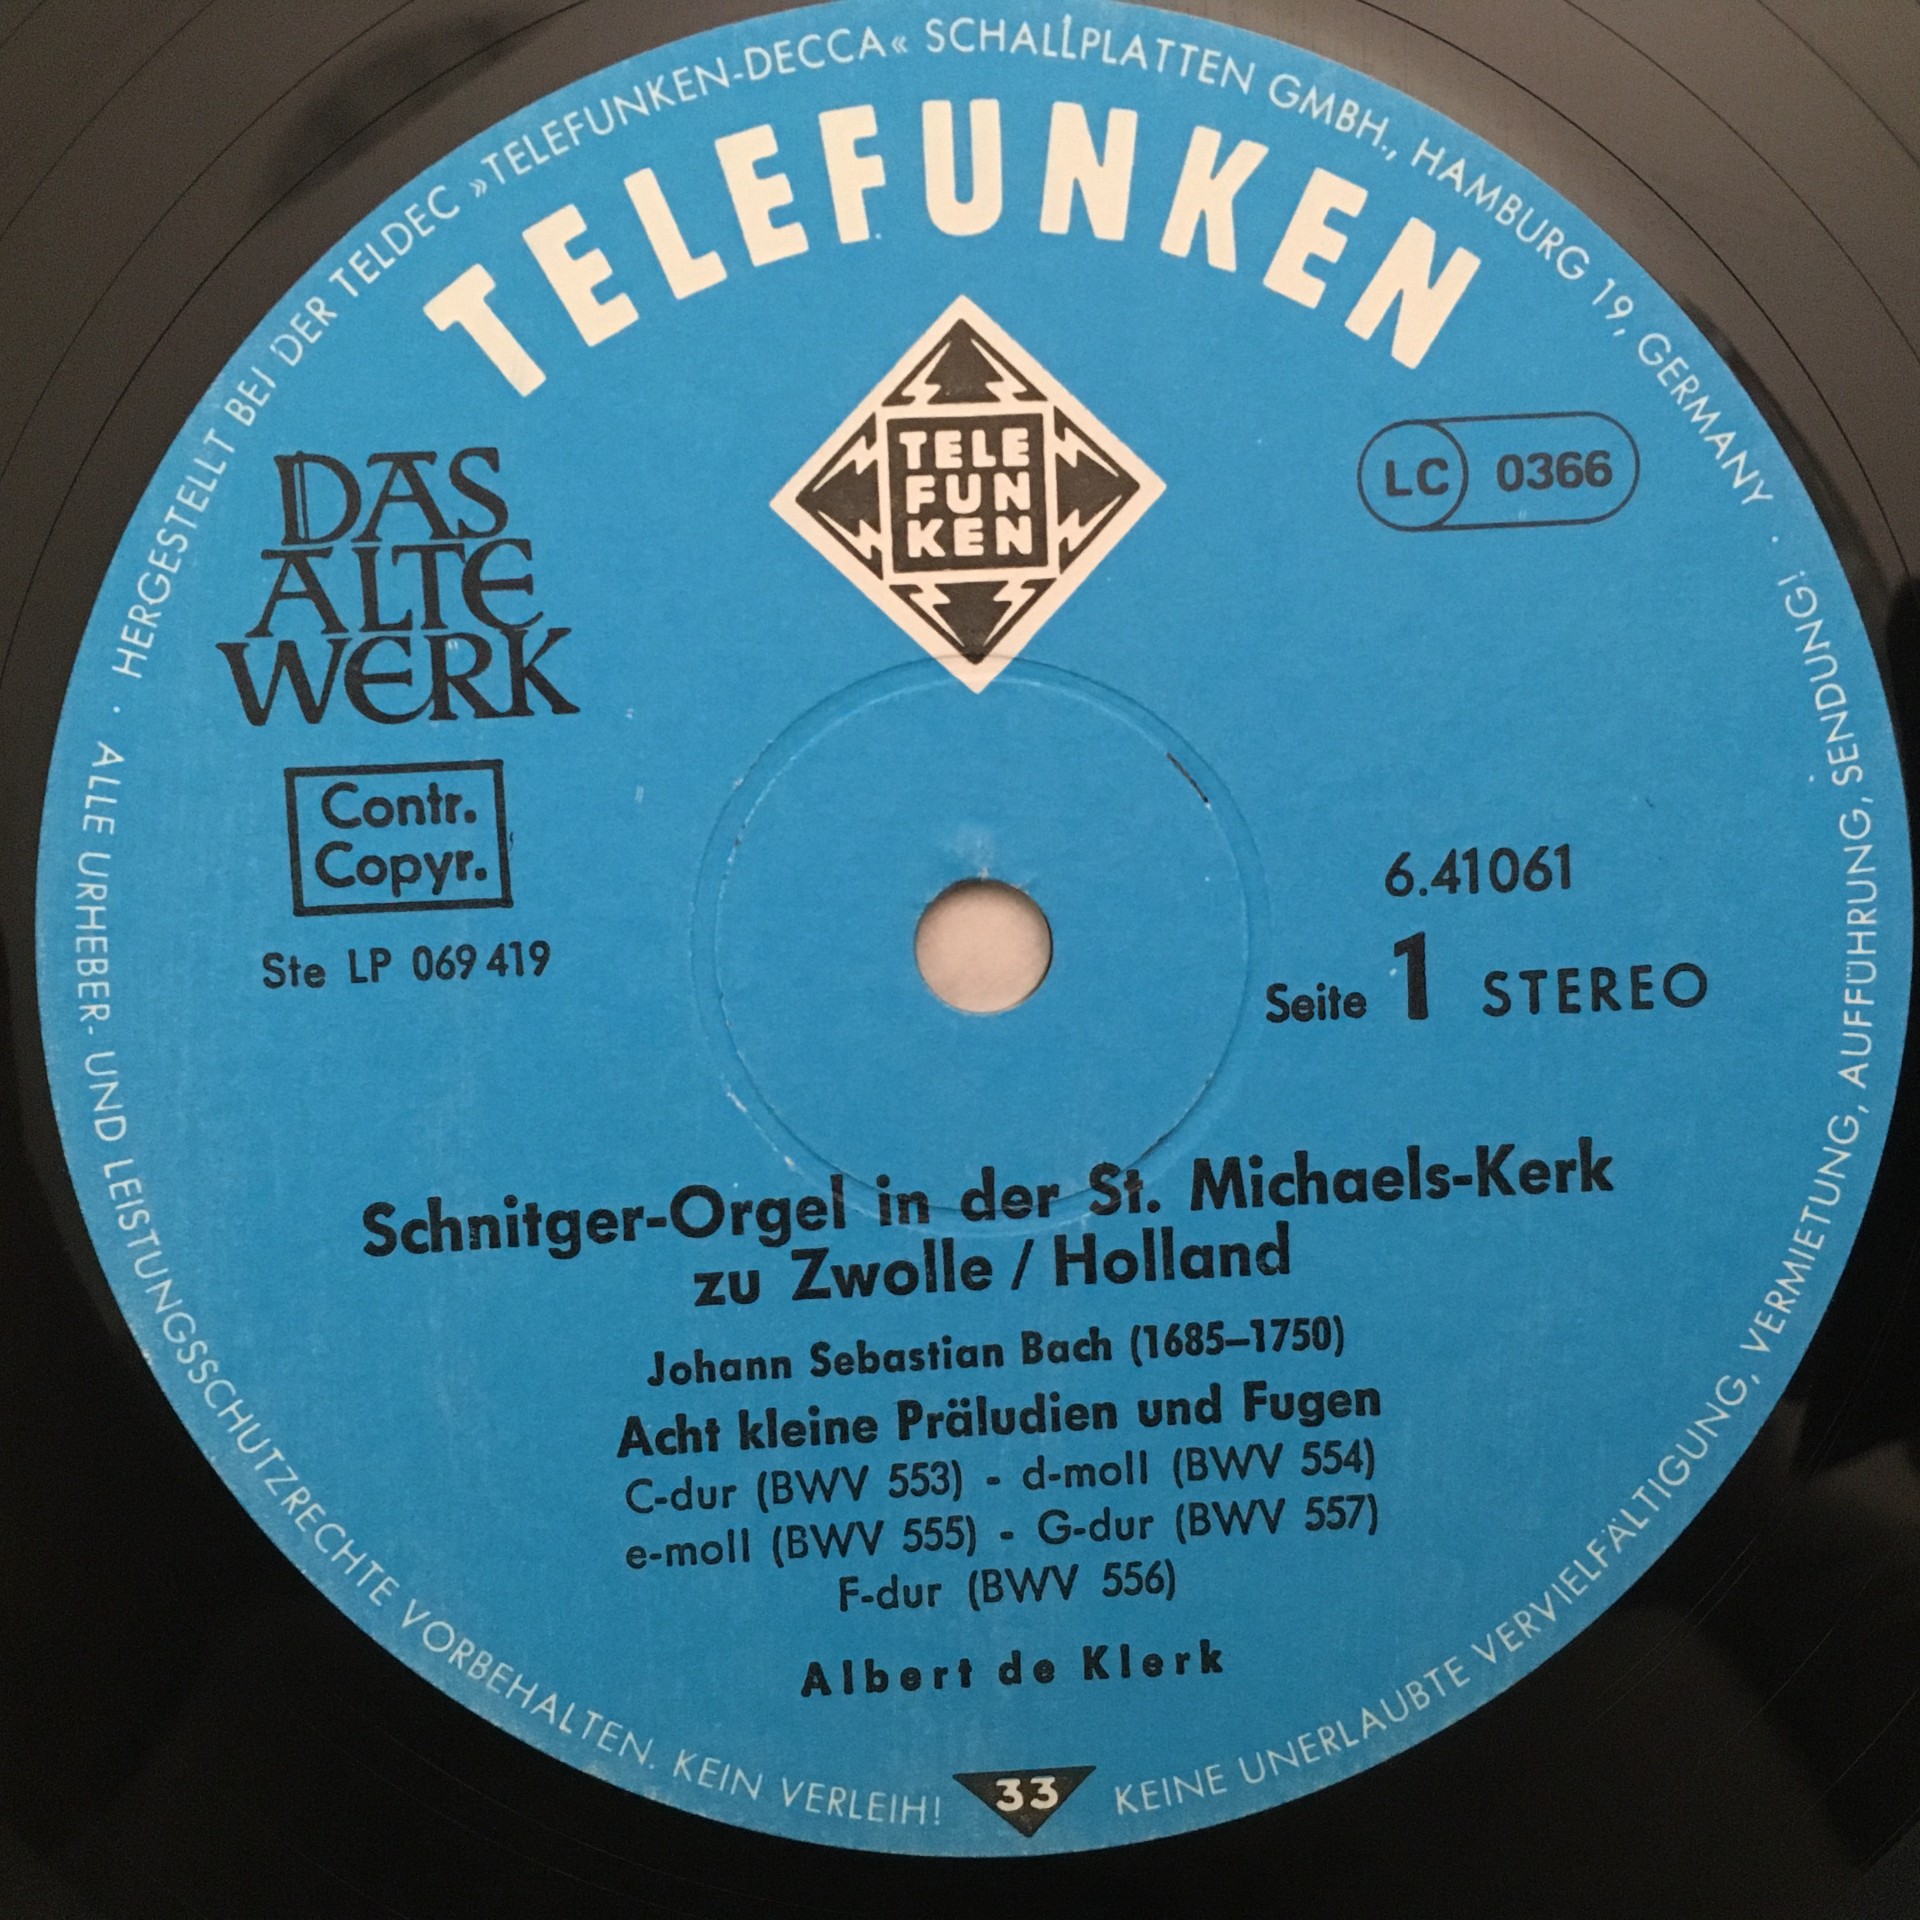 HERGESTELLT BEI DER TELDEC »TELEFUNKEN-DECCA« SCHALLPLATTEN GMBH., HAMBURG 19, GERMANY ·
TELEFUNKEN
TELE
FUN
KEN
DAS
ALTE
WERK
LC 0366
Contr.
Copyr.
Ste LP 069 419
6.41061
Seite 1 STEREO
Schnitger-Orgel in der St. Michaels-Kerk
zu Zwolle / Holland
Johann Sebastian Bach (1685–1750)
Acht kleine Präludien und Fugen
C-dur (BWV 553) - d-moll (BWV 554)
e-moll (BWV 555) - G-dur (BWV 557)
F-dur (BWV 556)
Albert de Klerk
33
· ALLE URHEBER- UND LEISTUNGSSCHUTZRECHTE VORBEHALTEN. KEIN VERLEIH!
KEINE UNERLAUBTE VERVIELFÄLTIGUNG, VERMIETUNG, AUFFÜHRUNG, SENDUNG!